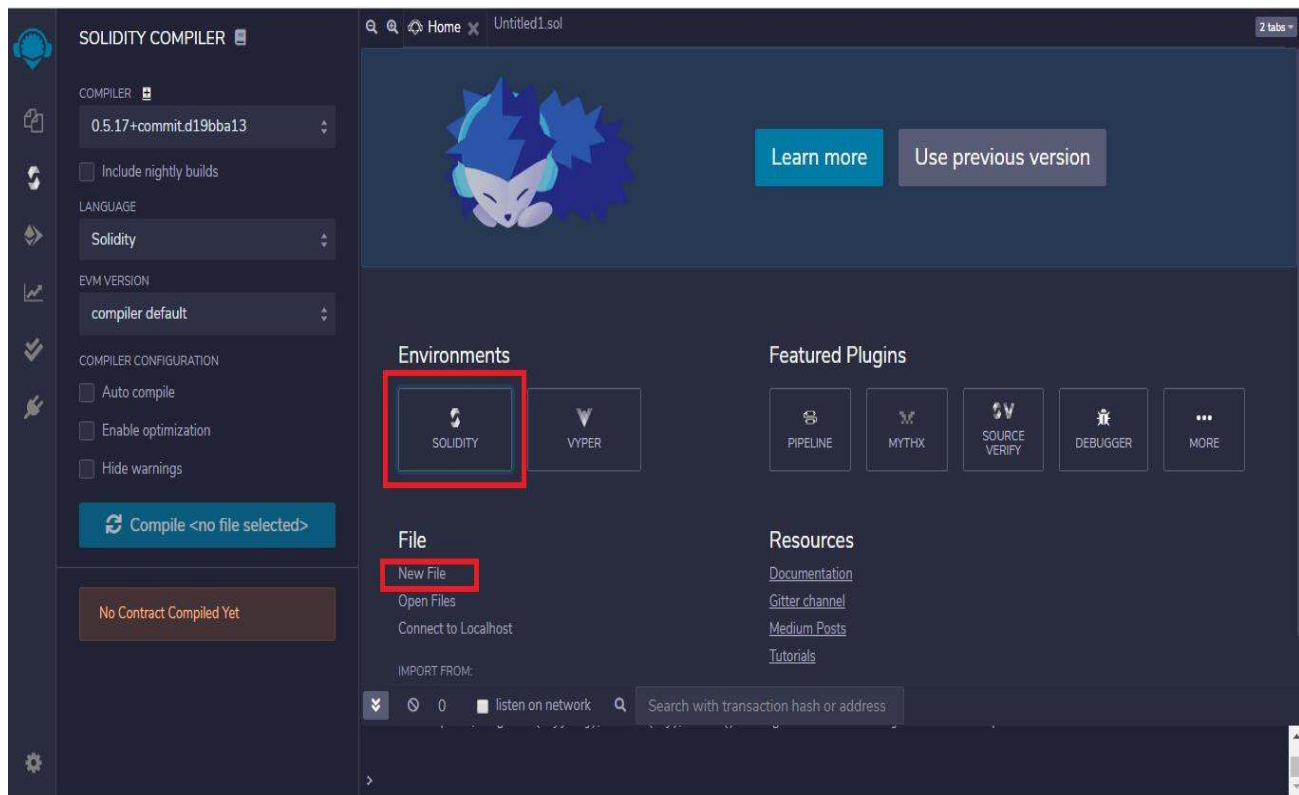 SOLIDITY COMPILER
COMPILER
0.5.17+commit.d19bba13
Include nightly builds
LANGUAGE
Solidity
EVM VERSION
compiler default
COMPILER CONFIGURATION
Auto compile
Enable optimization
Hide warnings
Compile <no file selected>
No Contract Compiled Yet
Home
Untitled1.sol
2 tabs
Learn more
Use previous version
Environments
SOLIDITY
VYPER
Featured Plugins
PIPELINE
MYTHX
SOURCE
VERIFY
DEBUGGER
MORE
File
New File
Open Files
Connect to Localhost
IMPORT FROM:
Resources
Documentation
Gitter channel
Medium Posts
Tutorials
0
listen on network
Search with transaction hash or address
>